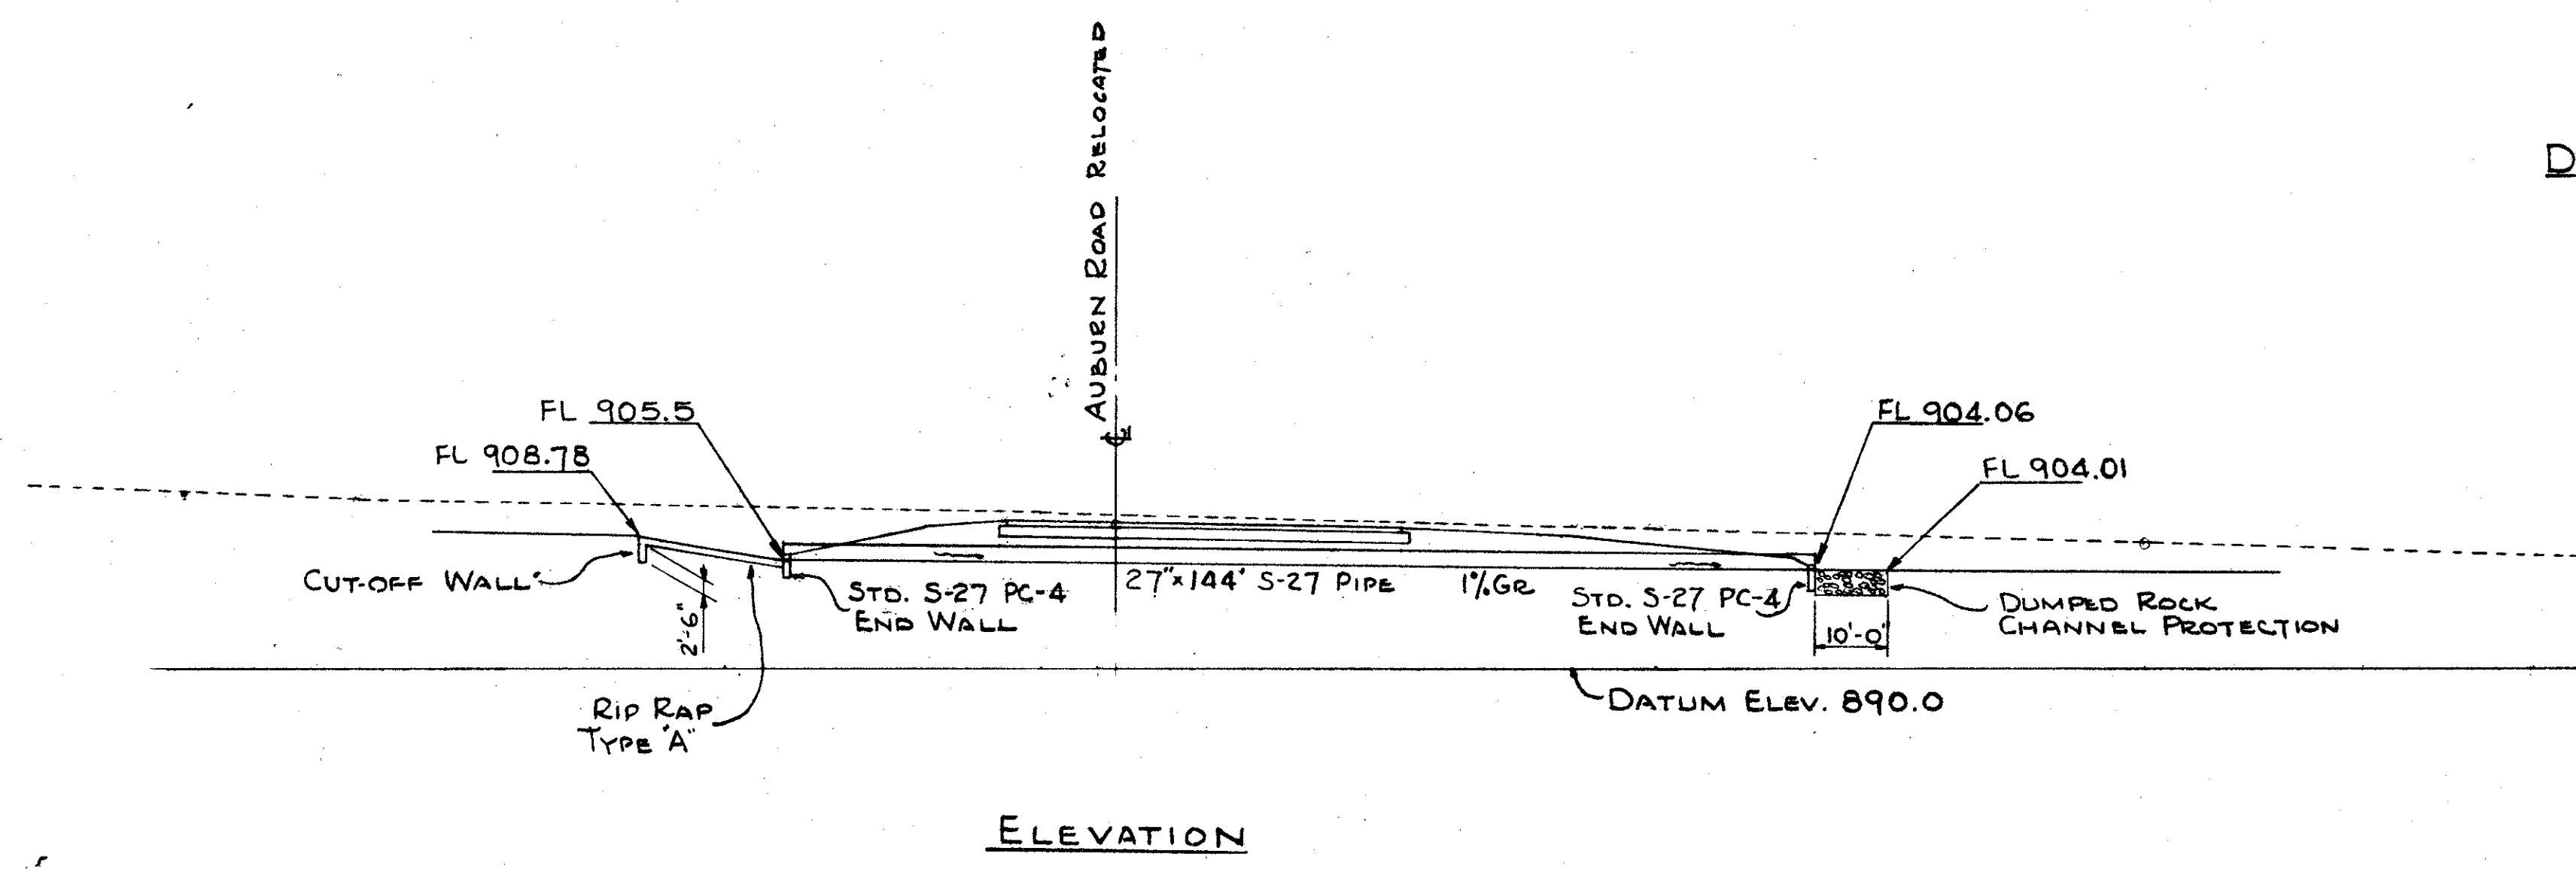 AUBURN ROAD RELOCATED
D
FL 905.5
FL 908.78
FL 904.06
FL 904.01
CUT-OFF WALL
2'-6"
STD. S-27 PC-4
END WALL
27"x144' S-27 PIPE 1% GR
STD. S-27 PC-4
END WALL
10'-0"
DUMPED ROCK
CHANNEL PROTECTION
RIP RAP
TYPE "A"
DATUM ELEV. 890.0
ELEVATION